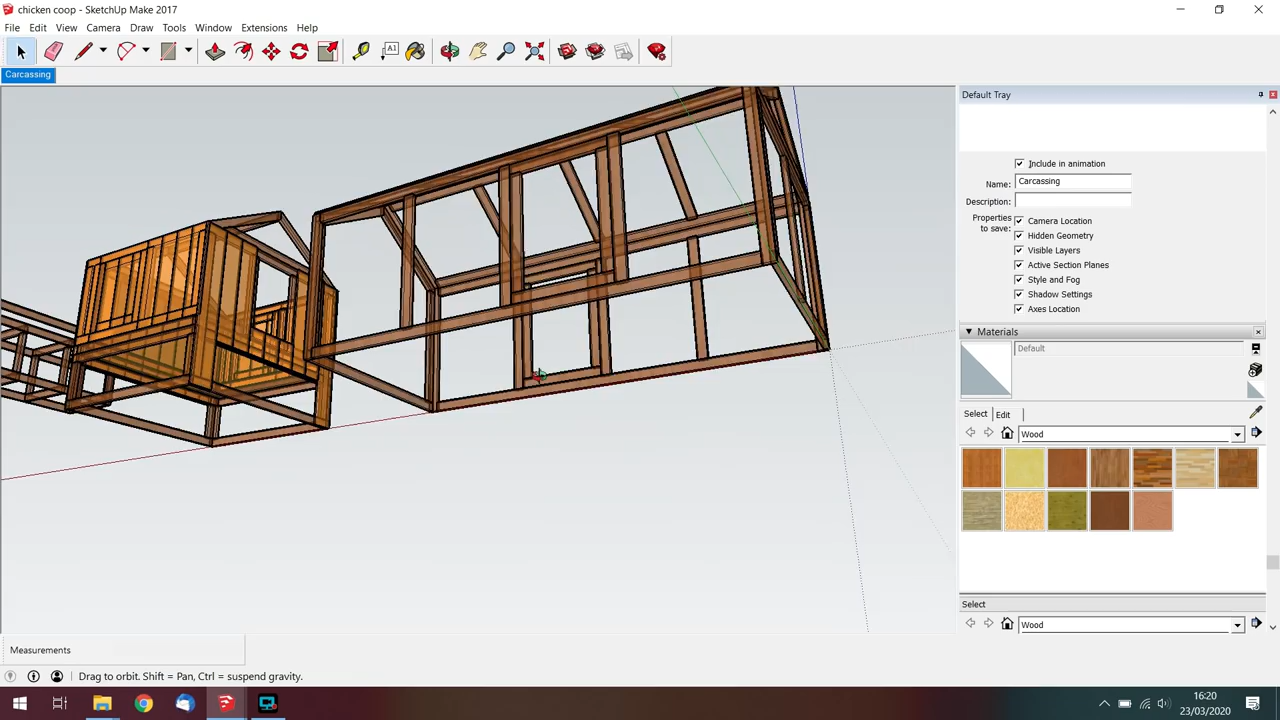 chicken coop - SketchUp Make 2017
File Edit View Camera Draw Tools Window Extensions Help
A1
Carcassing
Default Tray
Include in animation
Name: Carcassing
Description:
Properties to save:
Camera Location
Hidden Geometry
Visible Layers
Active Section Planes
Style and Fog
Shadow Settings
Axes Location
Materials
Default
Select Edit
Wood
Select
Wood
Measurements
Drag to orbit. Shift = Pan, Ctrl = suspend gravity.
16:20
23/03/2020